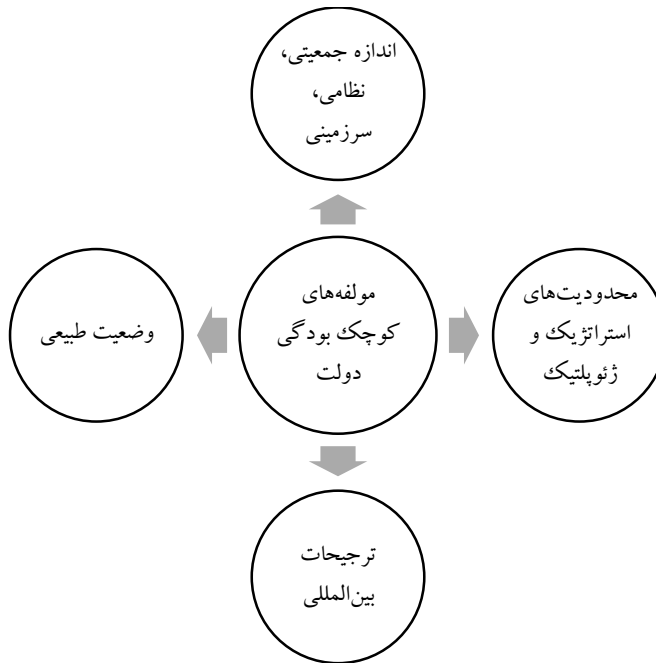 اندازه جمعیتی،
نظامی،
سرزمینی
محدودیت‌های
استراتژیک و
ژئوپلتیک
مولفه‌های
کوچک بودگی
دولت
وضعیت طبیعی
ترجیحات
بین‌المللی